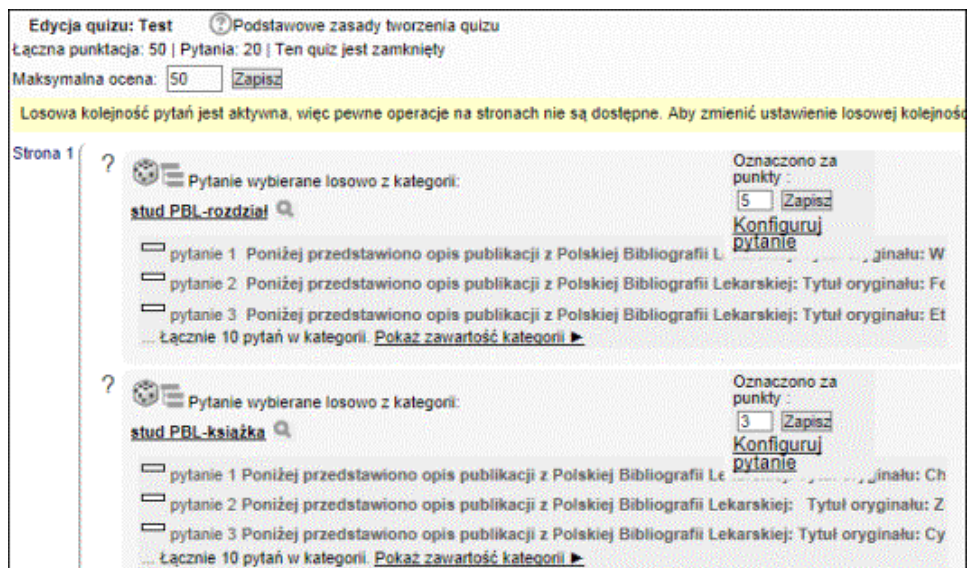 Edycja quizu: Test ?Podstawowe zasady tworzenia quizu
Łączna punktacja: 50 | Pytania: 20 | Ten quiz jest zamknięty
Maksymalna ocena: 50 Zapisz
Losowa kolejność pytań jest aktywna, więc pewne operacje na stronach nie są dostępne. Aby zmienić ustawienie losowej kolejnośc
Strona 1
?
Pytanie wybierane losowo z kategorii:
stud PBL-rozdział
Oznaczono za
punkty :
5 Zapisz
Konfiguruj
pytanie
pytanie 1 Poniżej przedstawiono opis publikacji z Polskiej Bibliografii W
pytanie 2 Poniżej przedstawiono opis publikacji z Polskiej Bibliografii Lekarskiej: Tytuł oryginału: Fe
pytanie 3 Poniżej przedstawiono opis publikacji z Polskiej Bibliografii Lekarskiej: Tytuł oryginału: Et
... Łącznie 10 pytań w kategorii. Pokaż zawartość kategorii ►
?
Pytanie wybierane losowo z kategorii:
stud PBL-książka
Oznaczono za
punkty :
3 Zapisz
Konfiguruj
pytanie
pytanie 1 Poniżej przedstawiono opis publikacji z Polskiej Bibliografii Ch
pytanie 2 Poniżej przedstawiono opis publikacji z Polskiej Bibliografii Lekarskiej: Tytuł oryginału: Z
pytanie 3 Poniżej przedstawiono opis publikacji z Polskiej Bibliografii Lekarskiej: Tytuł oryginału: Cy
... Łącznie 10 pytań w kategorii. Pokaż zawartość kategorii ►